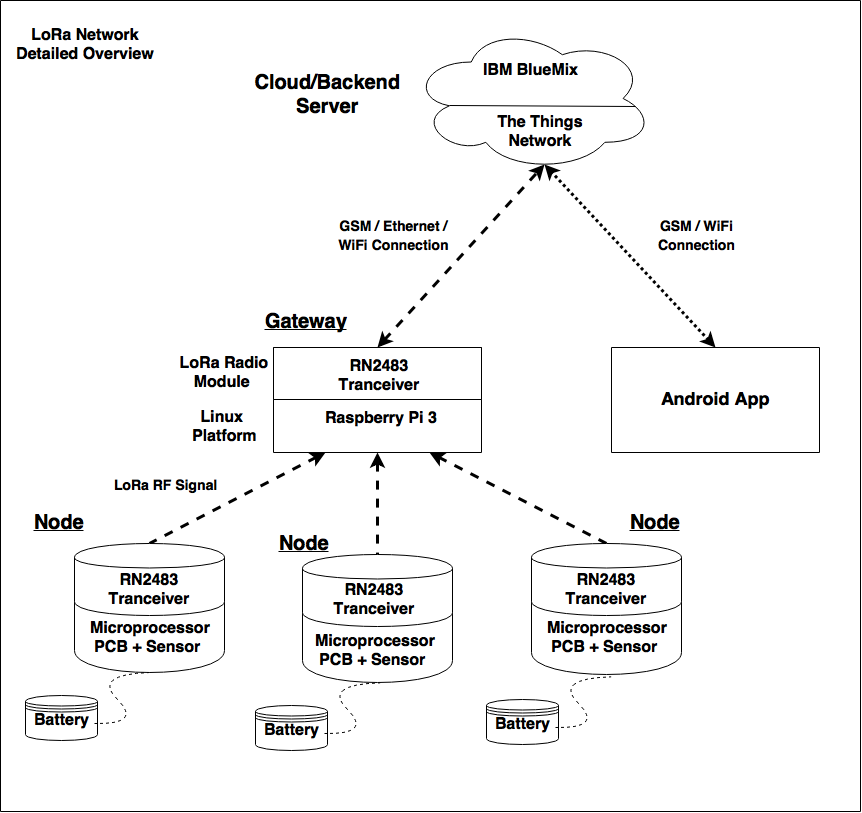 LoRa Network
Detailed Overview
Cloud/Backend
Server
IBM BlueMix
The Things
Network
GSM / Ethernet /
WiFi Connection
GSM / WiFi
Connection
Gateway
LoRa Radio
Module
RN2483
Tranceiver
Linux
Platform
Raspberry Pi 3
Android App
LoRa RF Signal
Node
RN2483
Tranceiver
Microprocessor
PCB + Sensor
Battery
Node
RN2483
Tranceiver
Microprocessor
PCB + Sensor
Battery
Node
RN2483
Tranceiver
Microprocessor
PCB + Sensor
Battery